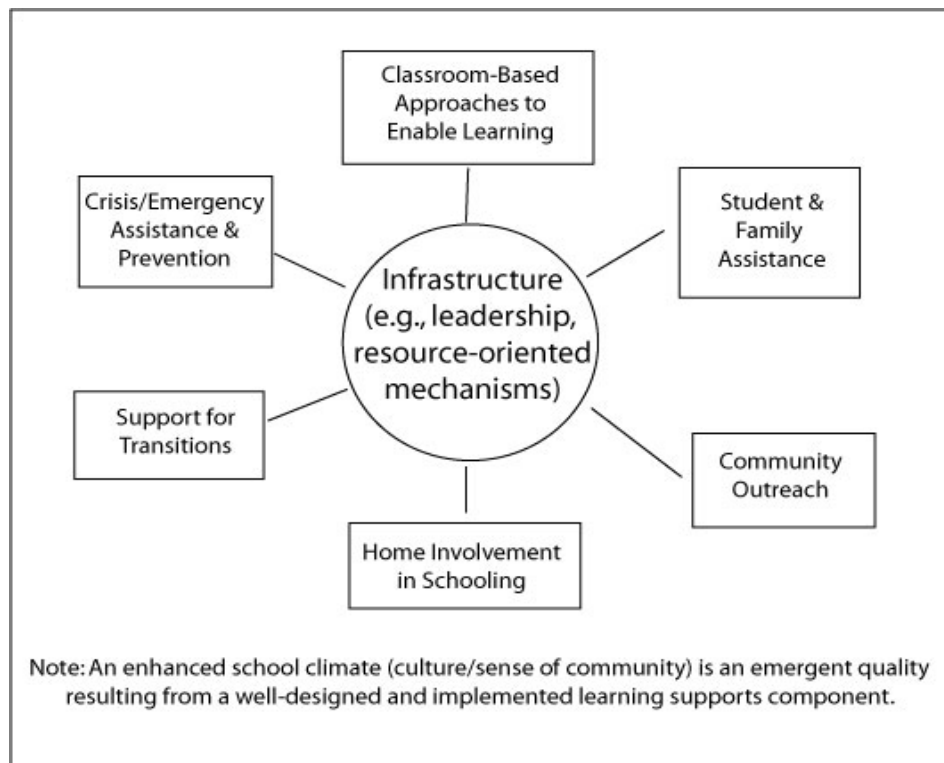 Classroom-Based
Approaches to
Enable Learning
Crisis/Emergency
Assistance &
Prevention
Student &
Family
Assistance
Infrastructure
(e.g., leadership,
resource-oriented
mechanisms)
Support for
Transitions
Community
Outreach
Home Involvement
in Schooling
Note: An enhanced school climate (culture/sense of community) is an emergent quality
resulting from a well-designed and implemented learning supports component.